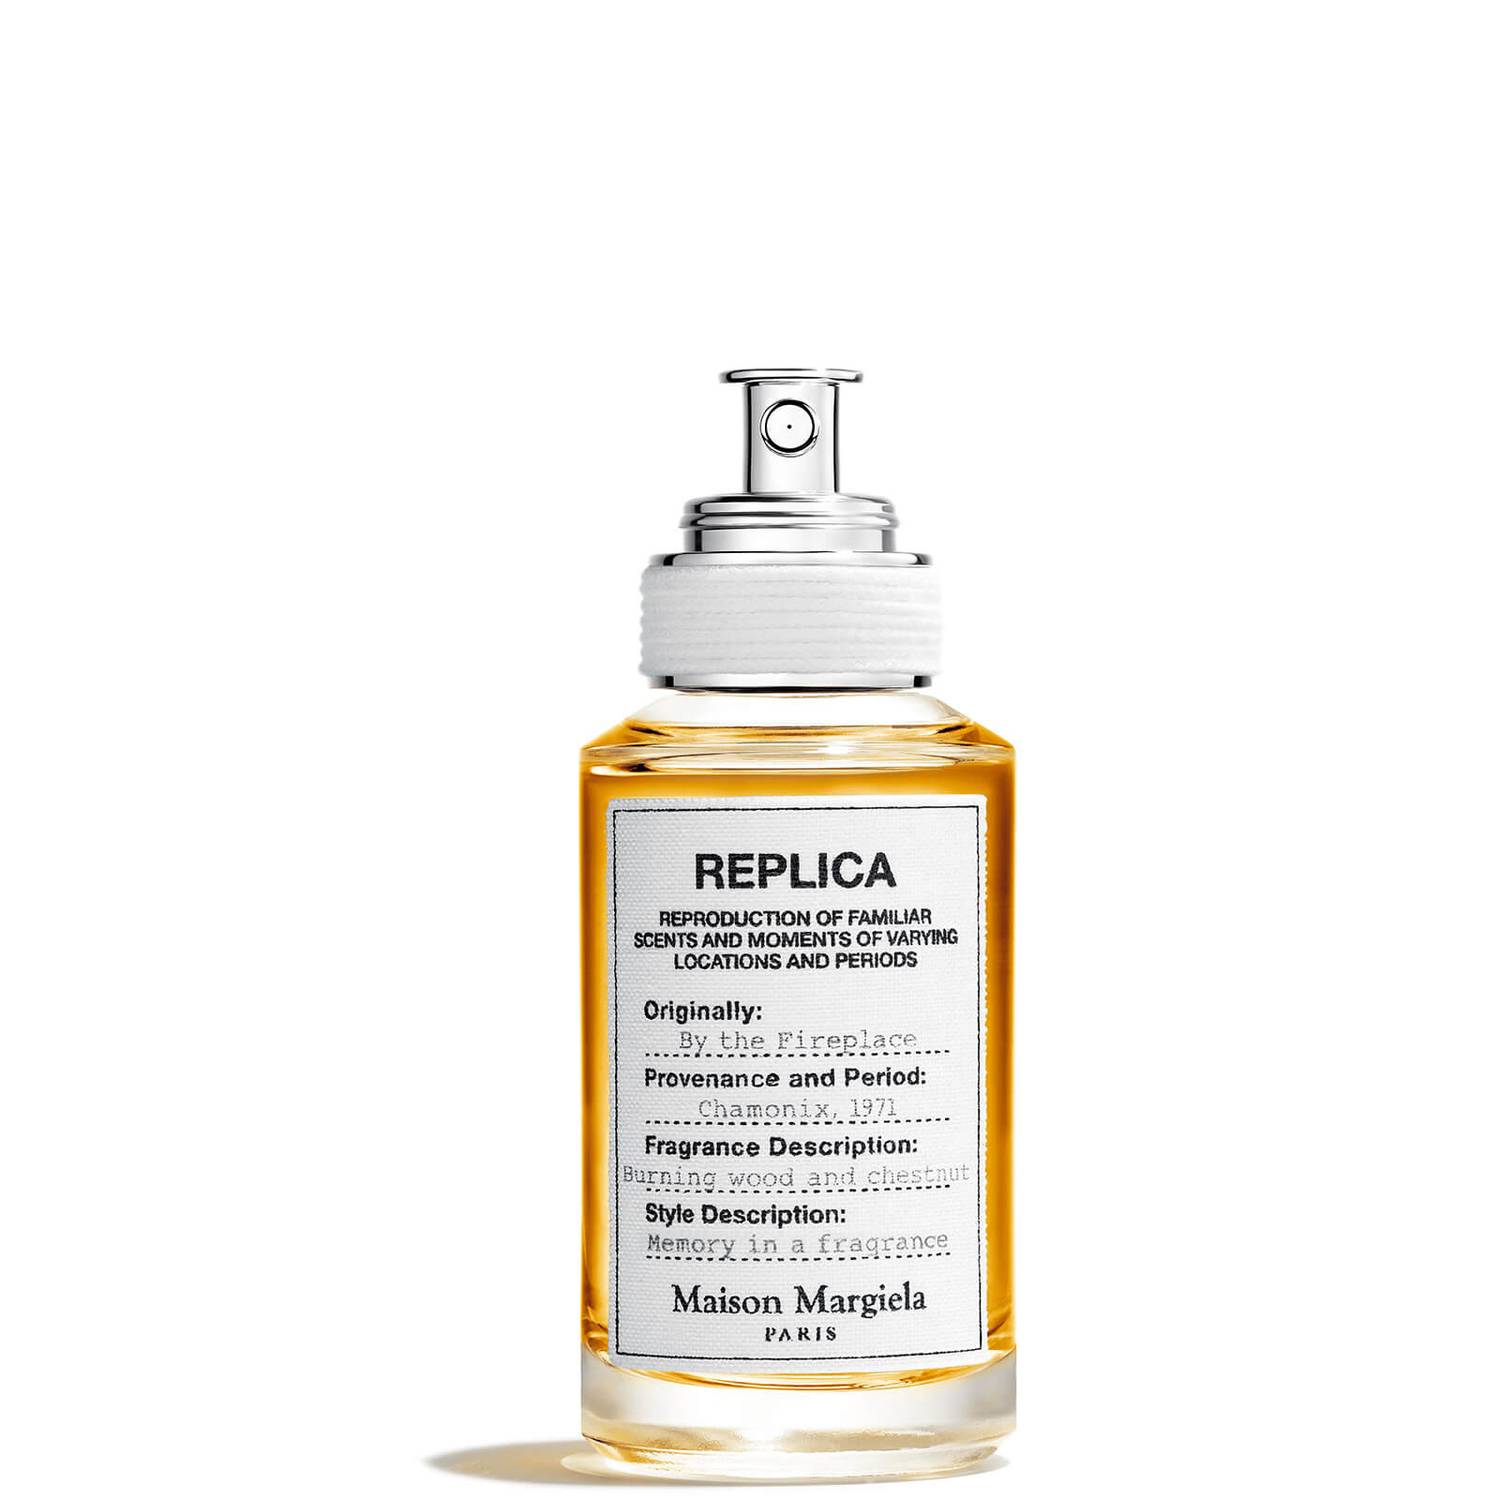 REPLICA
REPRODUCTION OF FAMILIAR
SCENTS AND MOMENTS OF VARYING
LOCATIONS AND PERIODS
Originally:
By the Fireplace
Provenance and Period:
Chamonix, 1971
Fragrance Description:
Burning wood and chestnut
Style Description:
Memory in a fragrance
Maison Margiela
PARIS